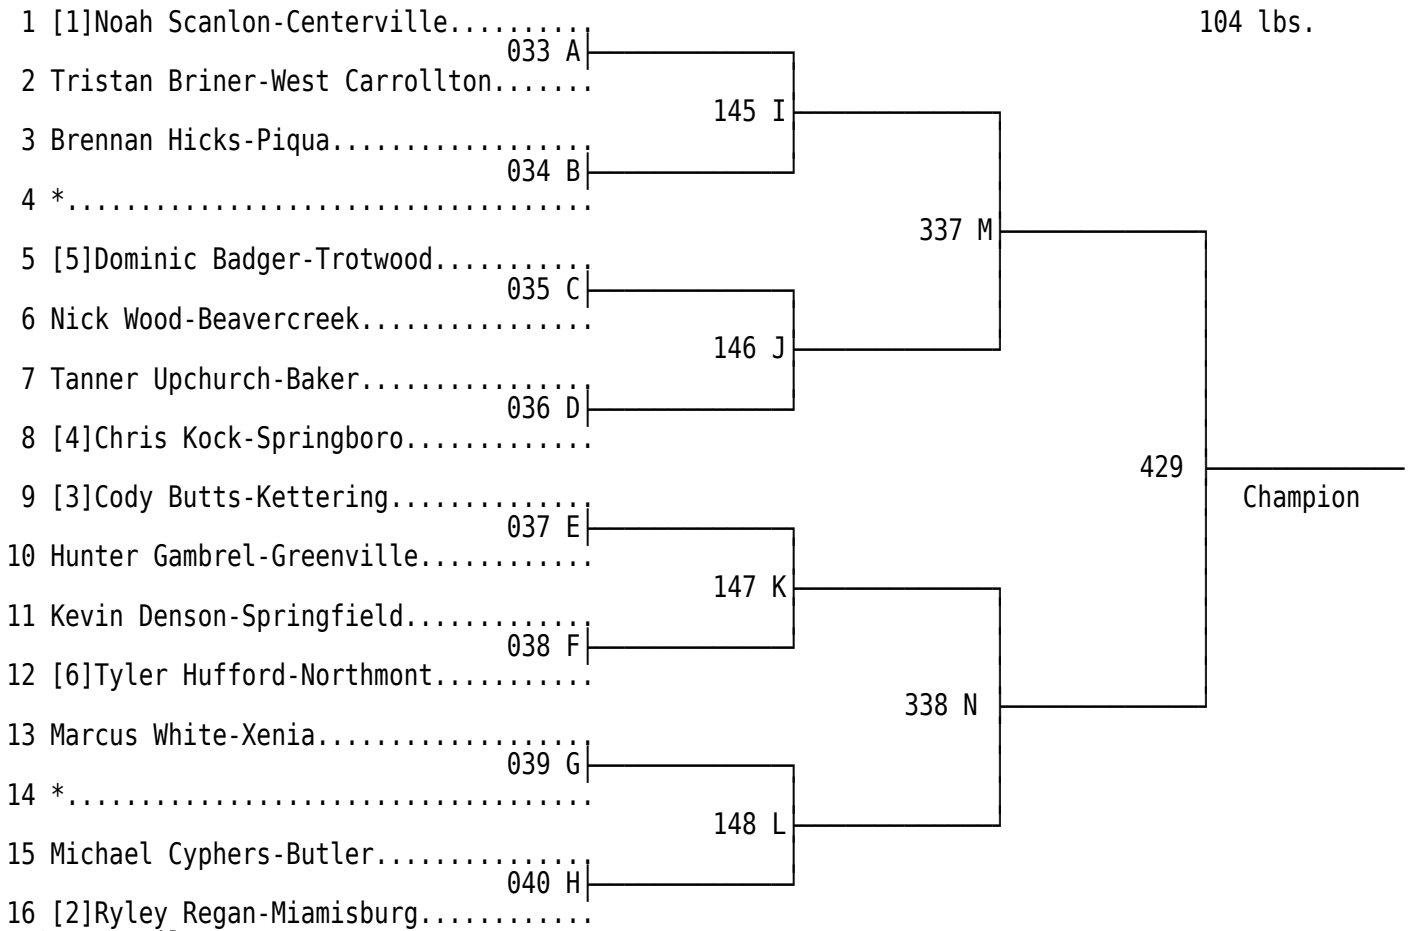 1 [1]Noah Scanlon-Centerville.......... 104 lbs.
033 A
2 Tristan Briner-West Carrollton.......
145 I
3 Brennan Hicks-Piqua..................
034 B
4 *....................................
337 M
5 [5]Dominic Badger-Trotwood...........
035 C
6 Nick Wood-Beavercreek................
146 J
7 Tanner Upchurch-Baker................
036 D
8 [4]Chris Kock-Springboro.............
429
9 [3]Cody Butts-Kettering..............
Champion
037 E
10 Hunter Gambrel-Greenville............
147 K
11 Kevin Denson-Springfield.............
038 F
12 [6]Tyler Hufford-Northmont...........
338 N
13 Marcus White-Xenia...................
039 G
14 *....................................
148 L
15 Michael Cyphers-Butler...............
040 H
16 [2]Ryley Regan-Miamisburg............